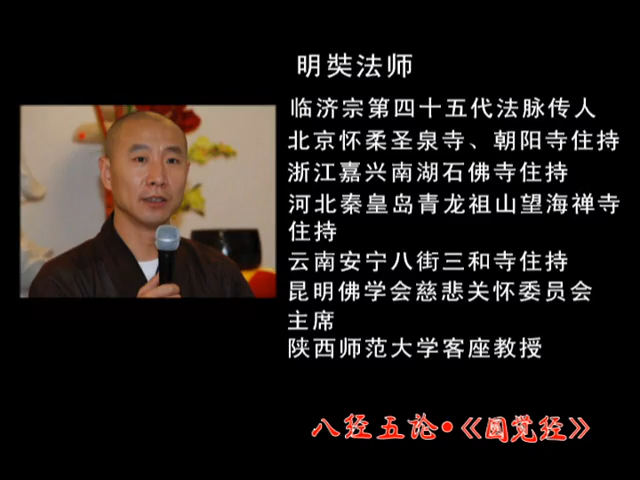 明奘法师
临济宗第四十五代法脉传人
北京怀柔圣泉寺、朝阳寺住持
浙江嘉兴南湖石佛寺住持
河北秦皇岛青龙祖山望海禅寺
住持
云南安宁八街三和寺住持
昆明佛学会慈悲关怀委员会
主席
陕西师范大学客座教授
八经五论•《圆觉经》